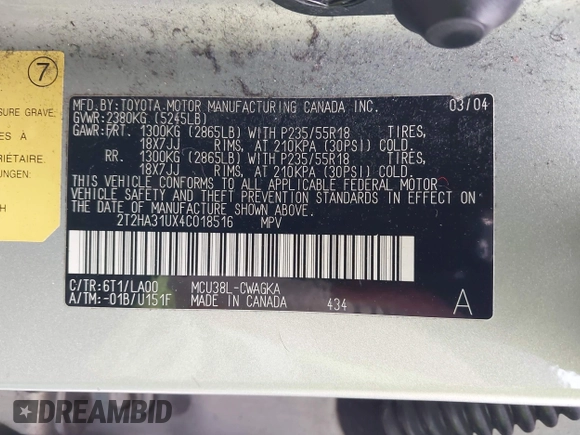 7
SURE GRAVE.
À
RIÉTAIRE.
UNGEN:
H
MFD.BY:TOYOTA MOTOR MANUFACTURING CANADA INC. 03/04
GVWR:2380KG (5245LB)
GAWR:FRT. 1300KG (2865LB) WITH P235/55R18 TIRES,
18X7JJ RIMS, AT 210KPA (30PSI) COLD.
RR. 1300KG (2865LB) WITH P235/55R18 TIRES,
18X7JJ RIMS, AT 210KPA (30PSI) COLD.
THIS VEHICLE CONFORMS TO ALL APPLICABLE FEDERAL MOTOR
VEHICLE SAFETY AND THEFT PREVENTION STANDARDS IN EFFECT ON
THE DATE OF MANUFACTURE SHOWN ABOVE.
2T2HA31UX4C018516 MPV
C/TR:6T1/LA00 MCU38L-CWAGKA
A/TM:-01B/U151F MADE IN CANADA 434 A
DREAMBID